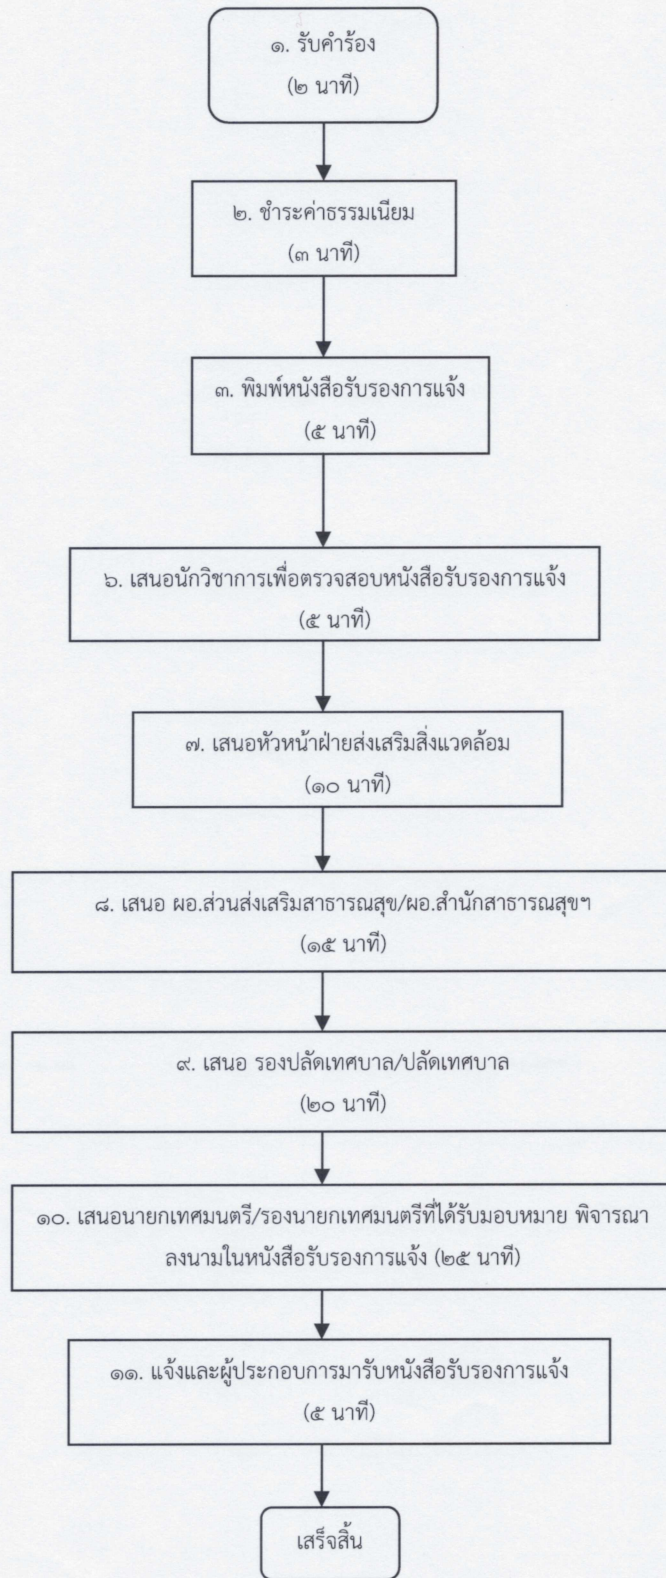 ๑. รับคำร้อง
(๒ นาที)
๒. ชำระค่าธรรมเนียม
(๓ นาที)
๓. พิมพ์หนังสือรับรองการแจ้ง
(๕ นาที)
๖. เสนอนักวิชาการเพื่อตรวจสอบหนังสือรับรองการแจ้ง
(๕ นาที)
๗. เสนอหัวหน้าฝ่ายส่งเสริมสิ่งแวดล้อม
(๑๐ นาที)
๘. เสนอ ผอ.ส่วนส่งเสริมสาธารณสุข/ผอ.สำนักสาธารณสุขฯ
(๑๕ นาที)
๙. เสนอ รองปลัดเทศบาล/ปลัดเทศบาล
(๒๐ นาที)
๑๐. เสนอนายกเทศมนตรี/รองนายกเทศมนตรีที่ได้รับมอบหมาย พิจารณา
ลงนามในหนังสือรับรองการแจ้ง (๒๕ นาที)
๑๑. แจ้งและผู้ประกอบการมารับหนังสือรับรองการแจ้ง
(๕ นาที)
เสร็จสิ้น